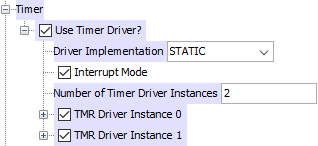 Timer
Use Timer Driver?
Driver Implementation STATIC
Interrupt Mode
Number of Timer Driver Instances 2
TMR Driver Instance 0
TMR Driver Instance 1